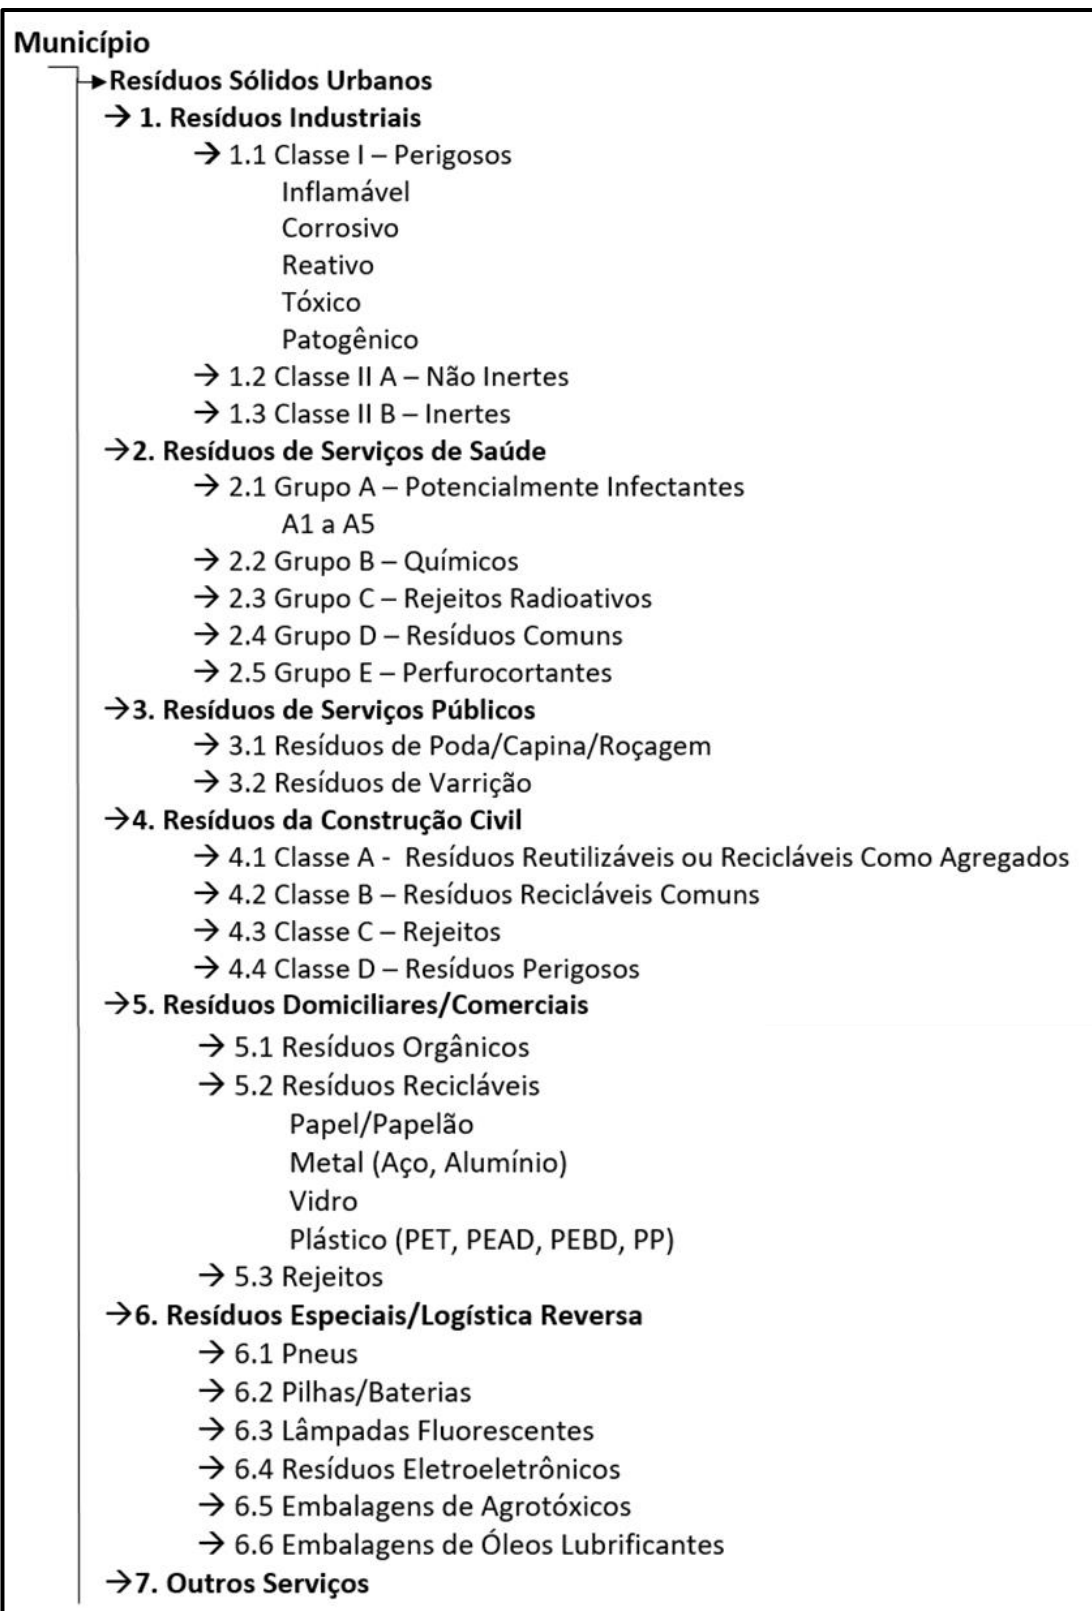 Município
Resíduos Sólidos Urbanos
→ 1. Resíduos Industriais
→ 1.1 Classe I – Perigosos
Inflamável
Corrosivo
Reativo
Tóxico
Patogênico
→ 1.2 Classe II A – Não Inertes
→ 1.3 Classe II B – Inertes
→2. Resíduos de Serviços de Saúde
→ 2.1 Grupo A – Potencialmente Infectantes
A1 a A5
→ 2.2 Grupo B – Químicos
→ 2.3 Grupo C – Rejeitos Radioativos
→ 2.4 Grupo D – Resíduos Comuns
→ 2.5 Grupo E – Perfurocortantes
→3. Resíduos de Serviços Públicos
→ 3.1 Resíduos de Poda/Capina/Roçagem
→ 3.2 Resíduos de Varrição
→4. Resíduos da Construção Civil
→ 4.1 Classe A - Resíduos Reutilizáveis ou Recicláveis Como Agregados
→ 4.2 Classe B – Resíduos Recicláveis Comuns
→ 4.3 Classe C – Rejeitos
→ 4.4 Classe D – Resíduos Perigosos
→5. Resíduos Domiciliares/Comerciais
→ 5.1 Resíduos Orgânicos
→ 5.2 Resíduos Recicláveis
Papel/Papelão
Metal (Aço, Alumínio)
Vidro
Plástico (PET, PEAD, PEBD, PP)
→ 5.3 Rejeitos
→6. Resíduos Especiais/Logística Reversa
→ 6.1 Pneus
→ 6.2 Pilhas/Baterias
→ 6.3 Lâmpadas Fluorescentes
→ 6.4 Resíduos Eletroeletrônicos
→ 6.5 Embalagens de Agrotóxicos
→ 6.6 Embalagens de Óleos Lubrificantes
→7. Outros Serviços